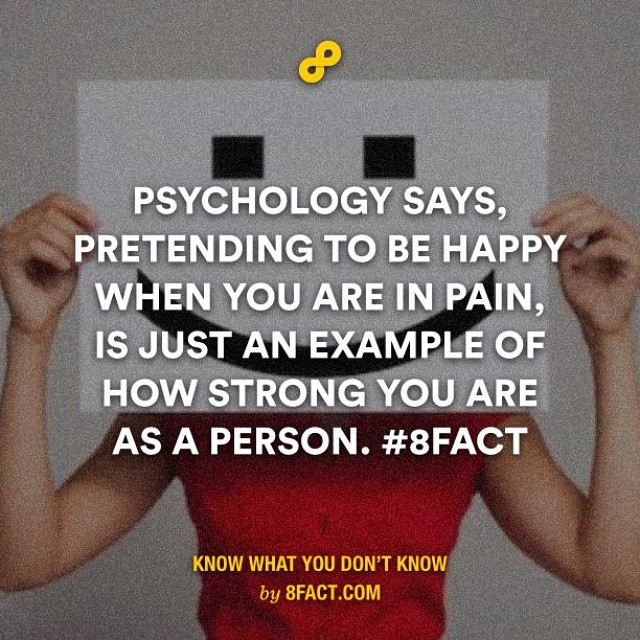 PSYCHOLOGY SAYS,
PRETENDING TO BE HAPPY
WHEN YOU ARE IN PAIN,
IS JUST AN EXAMPLE OF
HOW STRONG YOU ARE
AS A PERSON. #8FACT
KNOW WHAT YOU DON'T KNOW
by 8FACT.COM